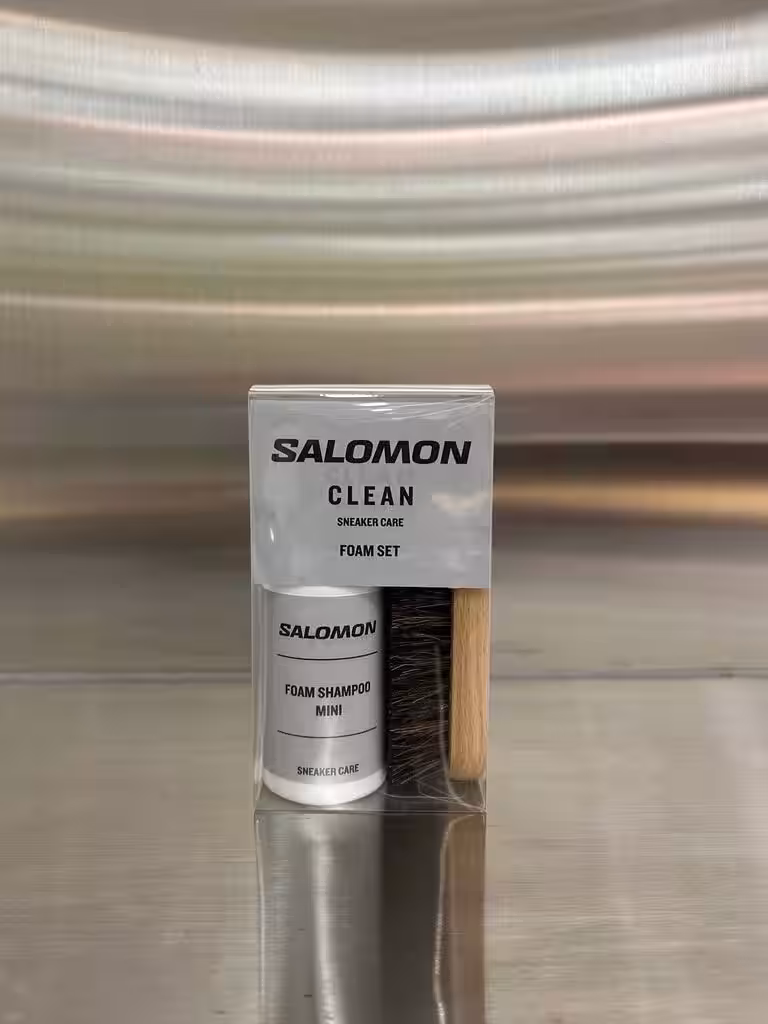 SALOMON
CLEAN
SNEAKER CARE
FOAM SET
SALOMON
FOAM SHAMPOO
MINI
SNEAKER CARE